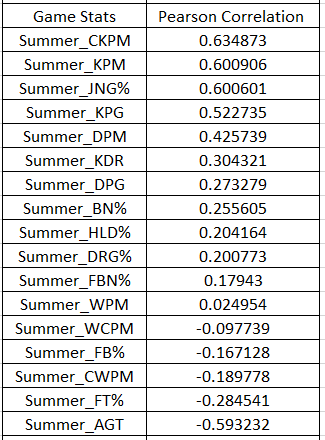 Game Stats Pearson Correlation
Summer_CKPM 0.634873
Summer_KPM 0.600906
Summer_JNG% 0.600601
Summer_KPG 0.522735
Summer_DPM 0.425739
Summer_KDR 0.304321
Summer_DPG 0.273279
Summer_BN% 0.255605
Summer_HLD% 0.204164
Summer_DRG% 0.200773
Summer_FBN% 0.17943
Summer_WPM 0.024954
Summer_WCPM -0.097739
Summer_FB% -0.167128
Summer_CWPM -0.189778
Summer_FT% -0.284541
Summer_AGT -0.593232